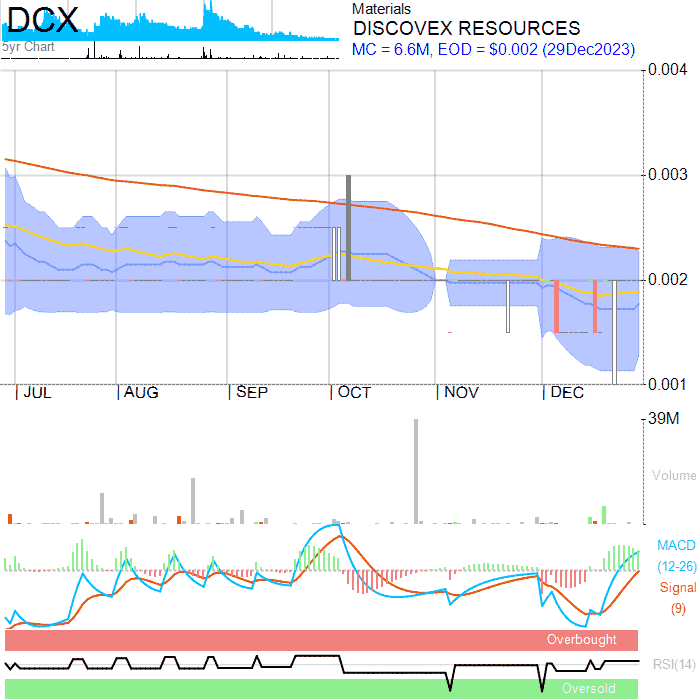 DCX
5yr Chart
Materials
DISCOVEX RESOURCES
MC = 6.6M, EOD = $0.002 (29Dec2023)
0.004
0.003
0.002
0.001
JUL
AUG
SEP
OCT
NOV
DEC
39M
Volume
MACD
(12-26)
Signal
(9)
Overbought
RSI(14)
Oversold